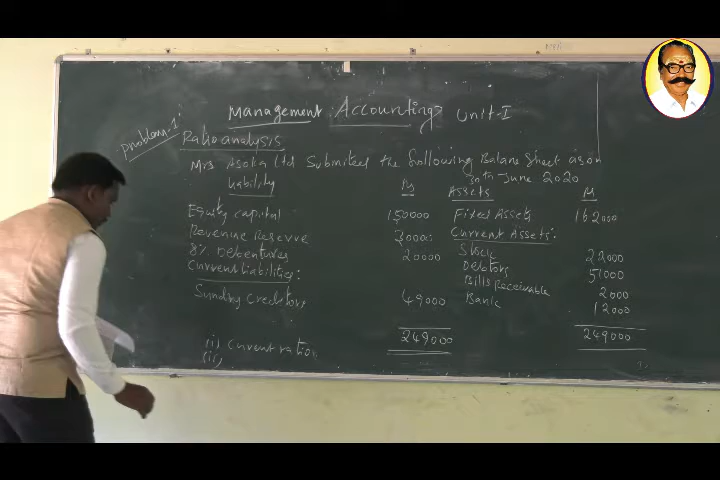 Management Accounting Unit-I
Problem-1:
Ratio analysis
M/s Asoka Ltd Submitted the following Balane Sheet as on
30th June 2020
Liability Rs Assets Rs
Equity capital 150000 Fixed Assets 162000
Revenue Reserve 30000 Current Assets:
8% Debentures 20000 Stock 22000
Current liabilities: Debtors 51000
Bills Receivable 2000
Sundry Creditors 49000 Bank 12000
249000 249000
(i) Current ratio
(ii)